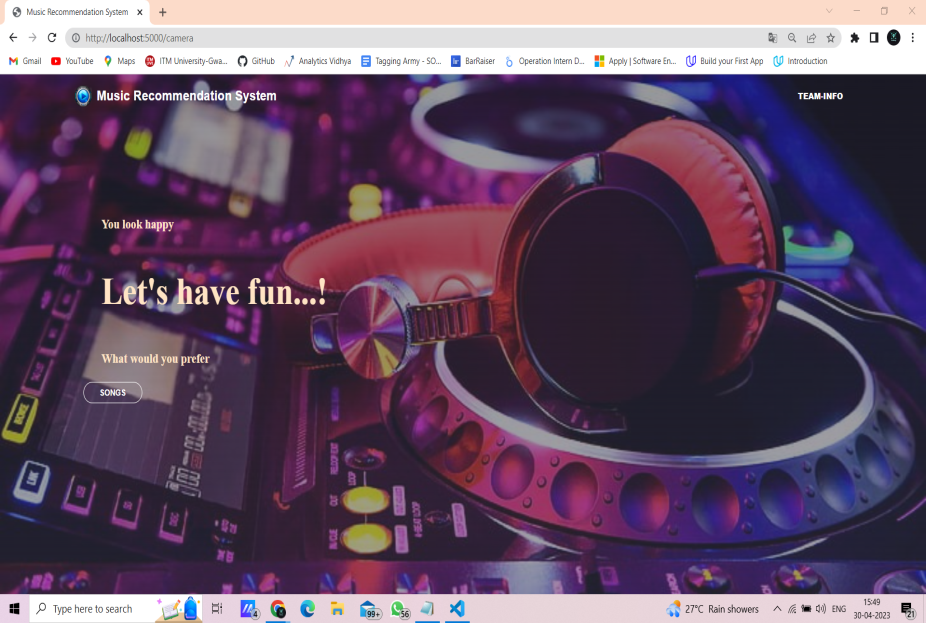 Music Recommendation System
http://localhost:5000/camera
Gmail
YouTube
Maps
ITM University-Gwa...
GitHub
Analytics Vidhya
Tagging Army - SO...
BarRaiser
Operation Intern D...
Apply | Software En...
Build your First App
Introduction
Music Recommendation System
TEAM-INFO
You look happy
Let's have fun...!
What would you prefer
SONGS
LINK
Type here to search
4
99+
56
27°C Rain showers
ENG
15:49
30-04-2023
21